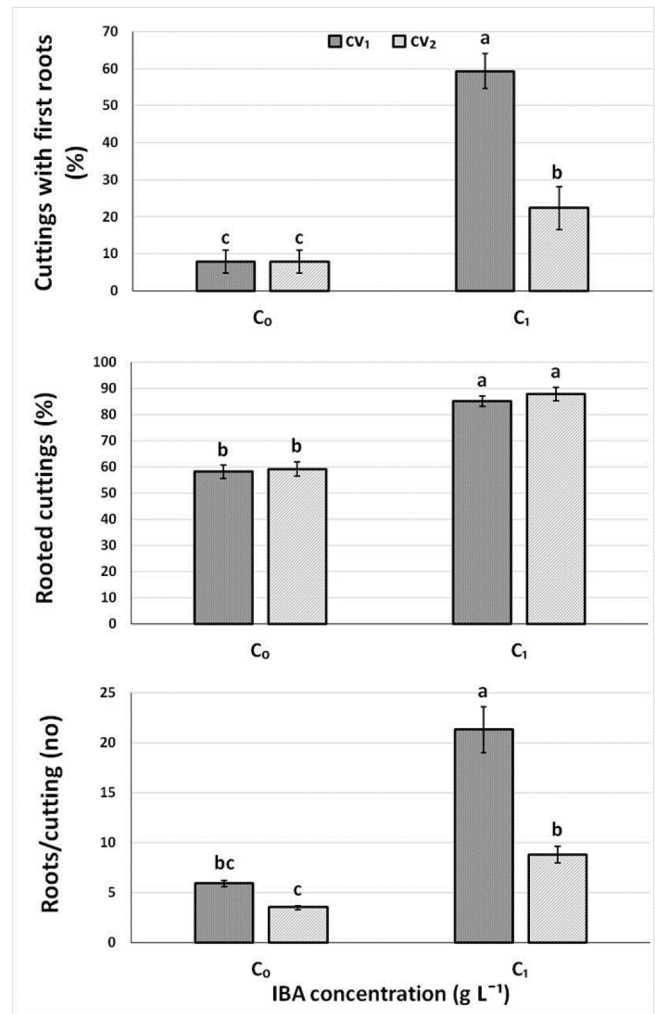 Cuttings with first roots
(%)
70
60
50
40
30
20
10
0
cv₁ cv₂
c c a b
C₀ C₁
Rooted cuttings (%)
100
90
80
70
60
50
40
30
20
10
0
b b a a
C₀ C₁
Roots/cutting (no)
25
20
15
10
5
0
bc c a b
C₀ C₁
IBA concentration (g L⁻¹)